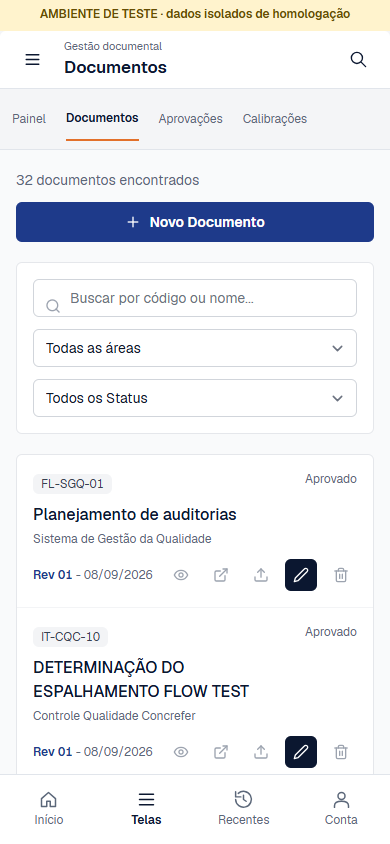 AMBIENTE DE TESTE · dados isolados de homologação
Gestão documental
Documentos
Painel Documentos Aprovações Calibrações
32 documentos encontrados
Novo Documento
Buscar por código ou nome...
Todas as áreas
Todos os Status
FL-SGQ-01 Aprovado
Planejamento de auditorias
Sistema de Gestão da Qualidade
Rev 01 - 08/09/2026
IT-CQC-10 Aprovado
DETERMINAÇÃO DO
ESPALHAMENTO FLOW TEST
Controle Qualidade Concrefer
Rev 01 - 08/09/2026
Início Telas Recentes Conta